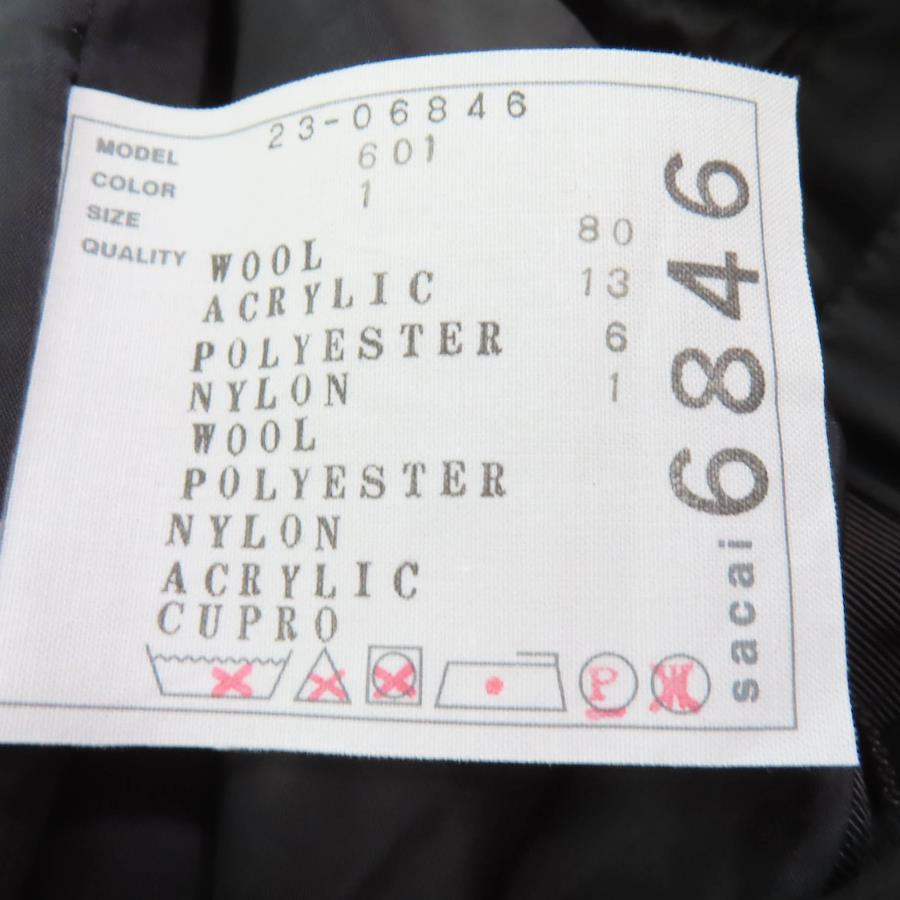 MODEL 23-06846
COLOR 601
SIZE 1
QUALITY
WOOL 80
ACRYLIC 13
POLYESTER 6
NYLON 1
WOOL
POLYESTER
NYLON
ACRYLIC
CUPRO
P W
sacai 6846